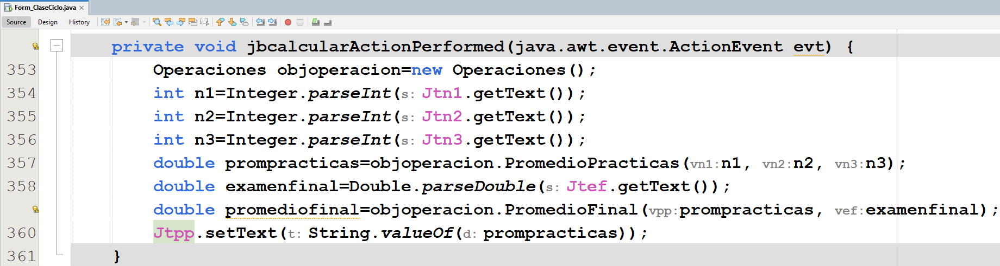 Form_ClaseCiclo.java ×
Source Design History
private void jbcalcularActionPerformed(java.awt.event.ActionEvent evt) {
353 Operaciones objoperacion=new Operaciones();
354 int n1=Integer.parseInt(s: Jtn1.getText());
355 int n2=Integer.parseInt(s: Jtn2.getText());
356 int n3=Integer.parseInt(s: Jtn3.getText());
357 double prompracticas=objoperacion.PromedioPracticas(vn1:n1, vn2:n2, vn3:n3);
358 double examenfinal=Double.parseDouble(s: Jtef.getText());
double promediofinal=objoperacion.PromedioFinal(vpp:prompracticas, vef:examenfinal);
360 Jtpp.setText(t: String.valueOf(d: prompracticas));
361 }